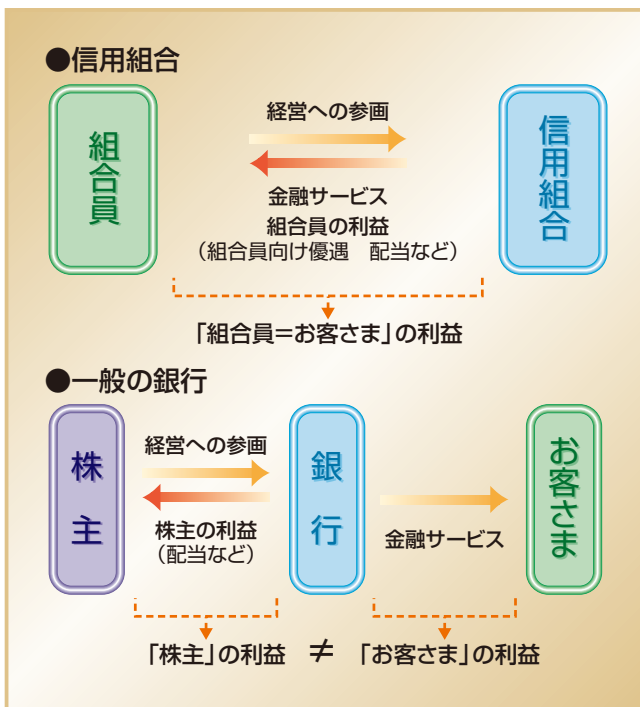 ●信用組合
組合員
経営への参画
金融サービス
組合員の利益
（組合員向け優遇　配当など）
信用組合
「組合員=お客さま」の利益
●一般の銀行
株主
経営への参画
株主の利益
（配当など）
銀行
金融サービス
お客さま
「株主」の利益　≠　「お客さま」の利益